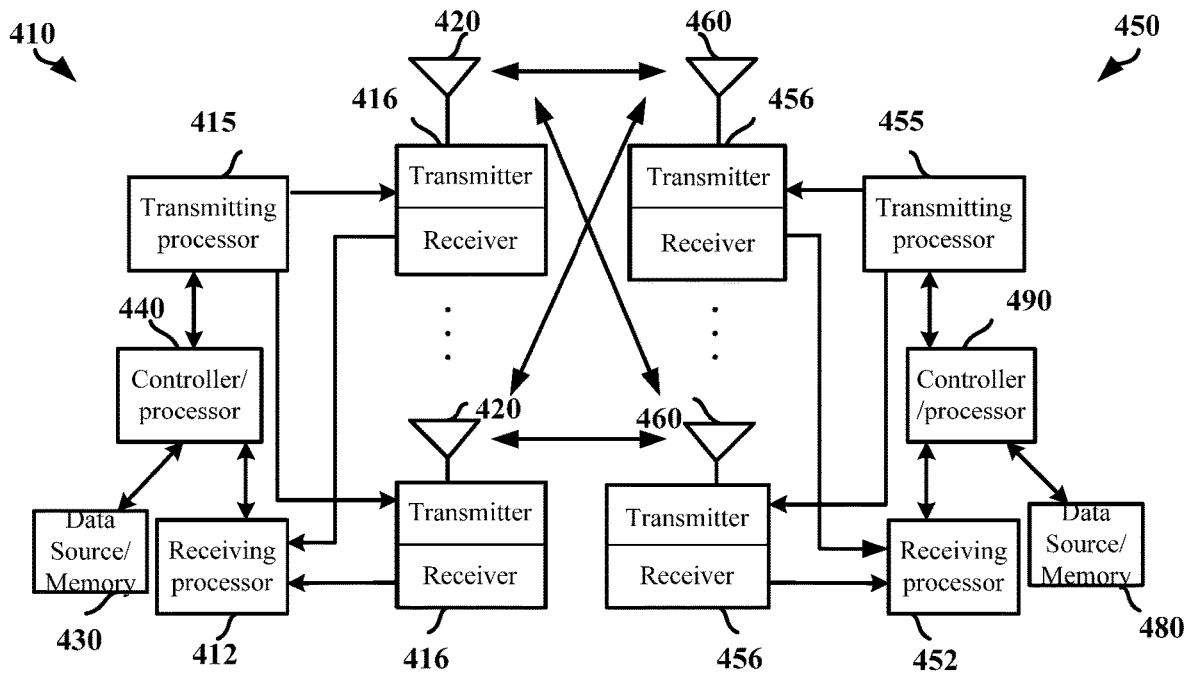 410
420
460
450
416
456
415
455
Transmitter
Transmitter
Transmitting
processor
Transmitting
processor
Receiver
Receiver
440
490
Controller/
processor
Controller
/processor
420
460
Data
Source/
Memory
Receiving
processor
Transmitter
Receiver
Transmitter
Receiver
Receiving
processor
Data
Source/
Memory
430
412
416
456
452
480